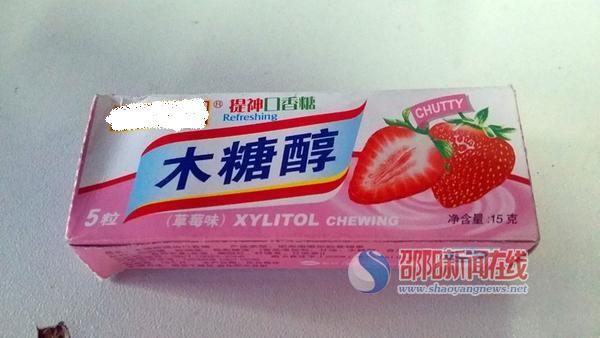 ® 提神口香糖
Refreshing
CHUTTY
木糖醇
5粒
(草莓味) XYLITOL CHEWING
净含量:15克
邵阳新闻在线
www.shaoyangnews.net